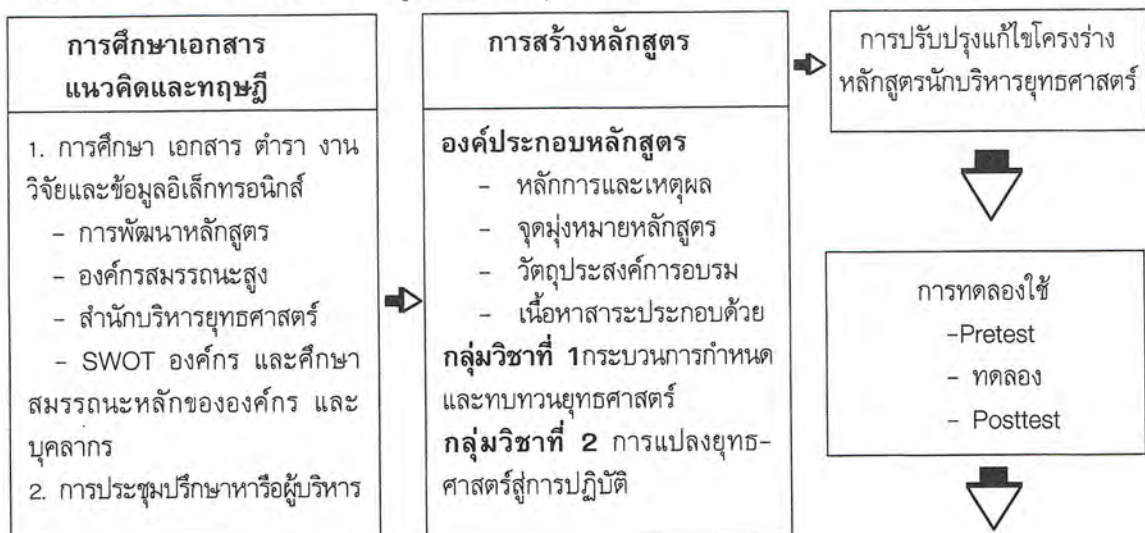 การศึกษาเอกสาร
แนวคิดและทฤษฎี
1. การศึกษา เอกสาร ตำรา งาน
วิจัยและข้อมูลอิเล็กทรอนิกส์
- การพัฒนาหลักสูตร
- องค์กรสมรรถนะสูง
- สำนักบริหารยุทธศาสตร์
- SWOT องค์กร และศึกษา
สมรรถนะหลักขององค์กร และ
บุคลากร
2. การประชุมปรึกษาหารือผู้บริหาร
การสร้างหลักสูตร
องค์ประกอบหลักสูตร
- หลักการและเหตุผล
- จุดมุ่งหมายหลักสูตร
- วัตถุประสงค์การอบรม
- เนื้อหาสาระประกอบด้วย
กลุ่มวิชาที่ 1กระบวนการกำหนด
และทบทวนยุทธศาสตร์
กลุ่มวิชาที่ 2 การแปลงยุทธ-
ศาสตร์สู่การปฏิบัติ
การปรับปรุงแก้ไขโครงร่าง
หลักสูตรนักบริหารยุทธศาสตร์
การทดลองใช้
-Pretest
- ทดลอง
- Posttest